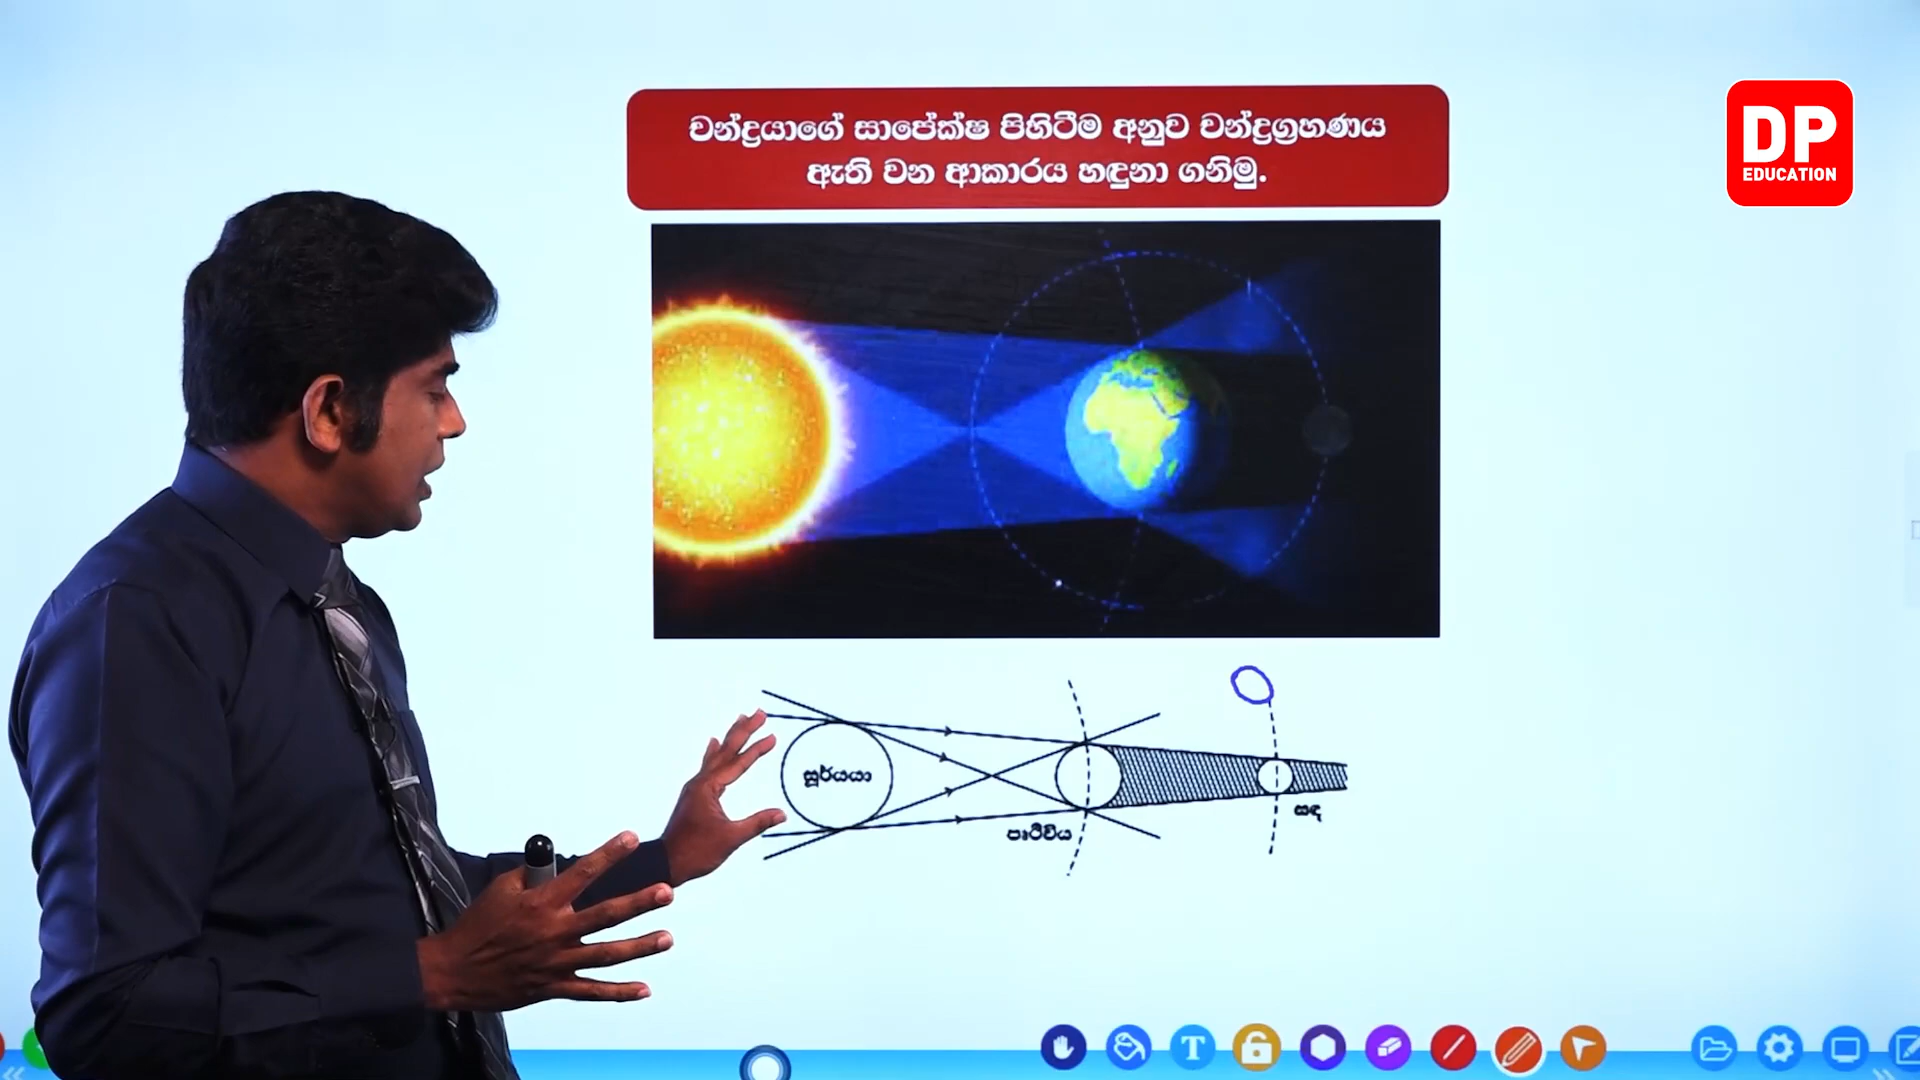 චන්ද්‍රයාගේ සාපේක්ෂ පිහිටීම අනුව චන්ද්‍රග්‍රහණය
ඇති වන ආකාරය හඳුනා ගනිමු.
DP
EDUCATION
සූර්යයා
පෘථිවිය
සඳ
T